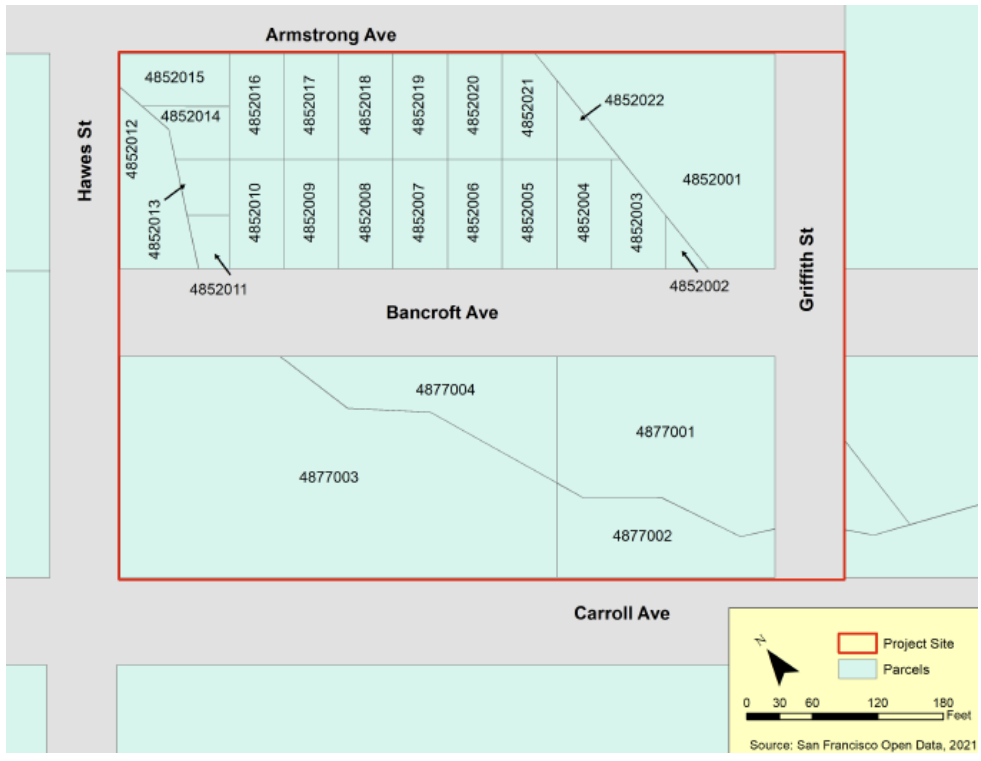 Armstrong Ave
4852015
4852016
4852017
4852018
4852019
4852020
4852021
4852022
4852014
4852012
Hawes St
4852001
4852013
4852010
4852009
4852008
4852007
4852006
4852005
4852004
4852003
4852011
4852002
Griffith St
Bancroft Ave
4877004
4877001
4877003
4877002
Carroll Ave
N
Project Site
Parcels
0 30 60 120 180
Feet
Source: San Francisco Open Data, 2021